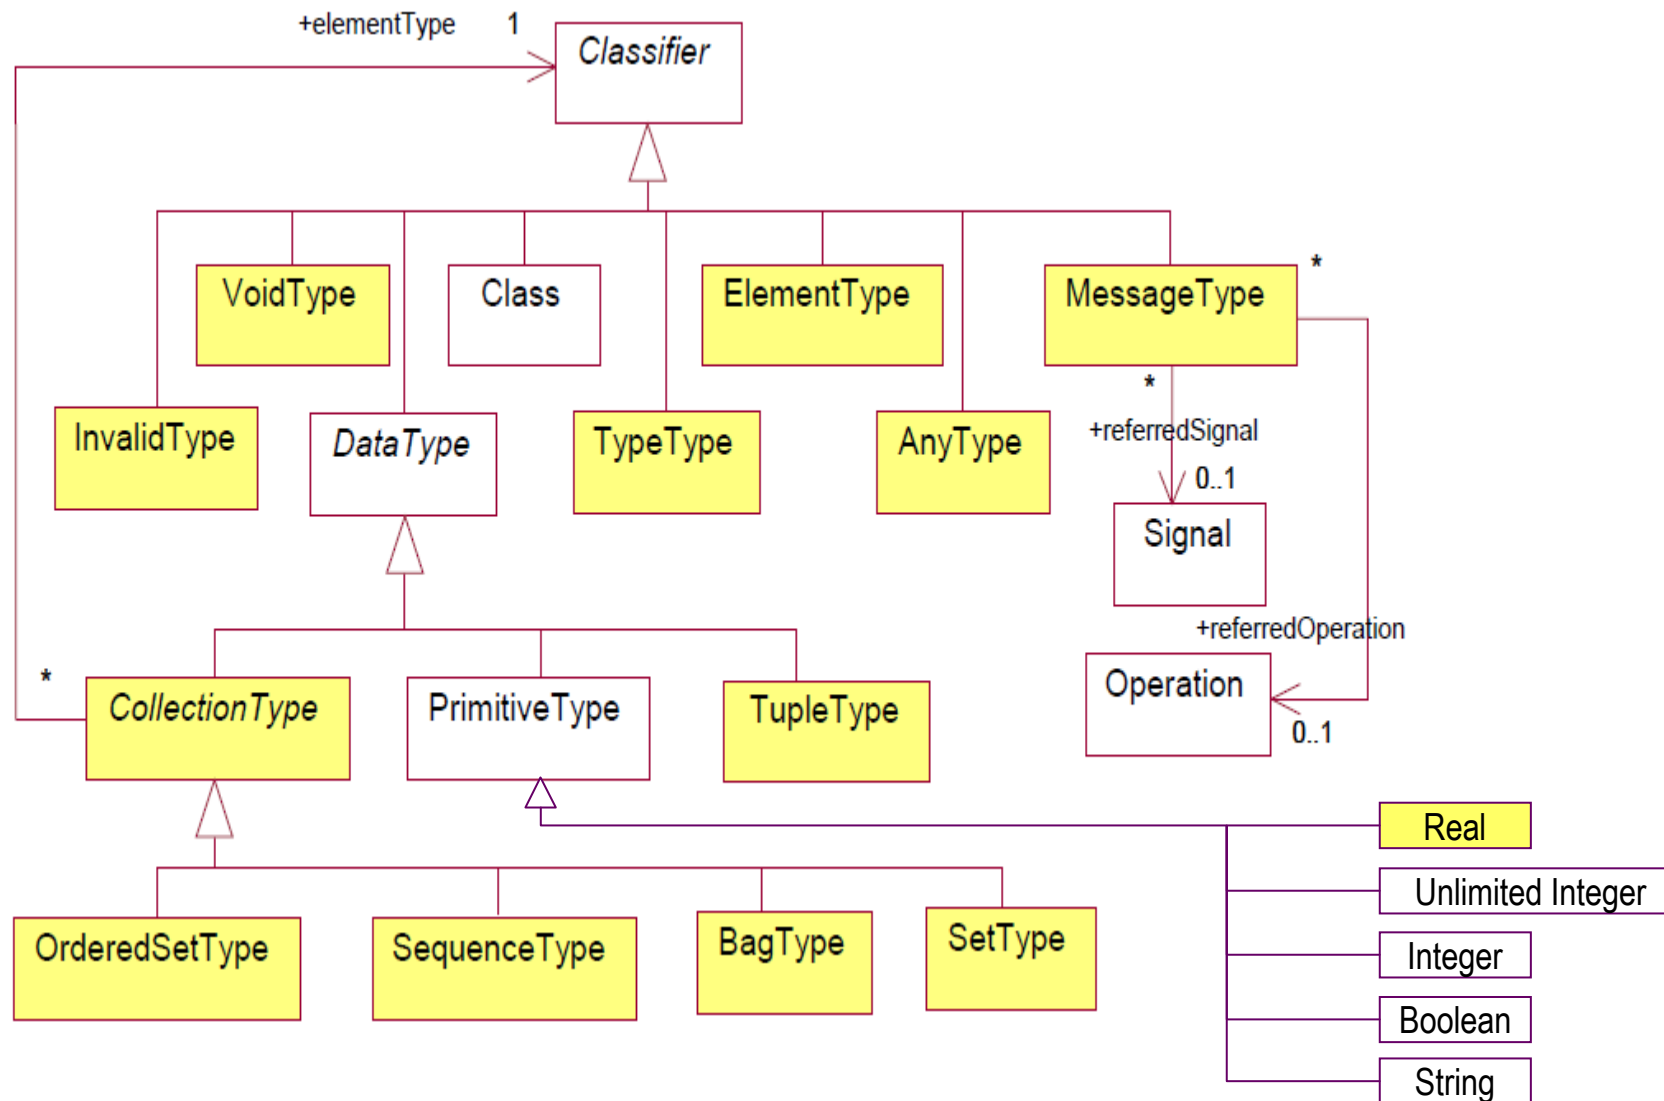 +elementType 1
Classifier
VoidType
Class
ElementType
MessageType
*
InvalidType
DataType
TypeType
AnyType
*
+referredSignal
0..1
Signal
+referredOperation
*
CollectionType
PrimitiveType
TupleType
Operation
0..1
Real
Unlimited Integer
OrderedSetType
SequenceType
BagType
SetType
Integer
Boolean
String